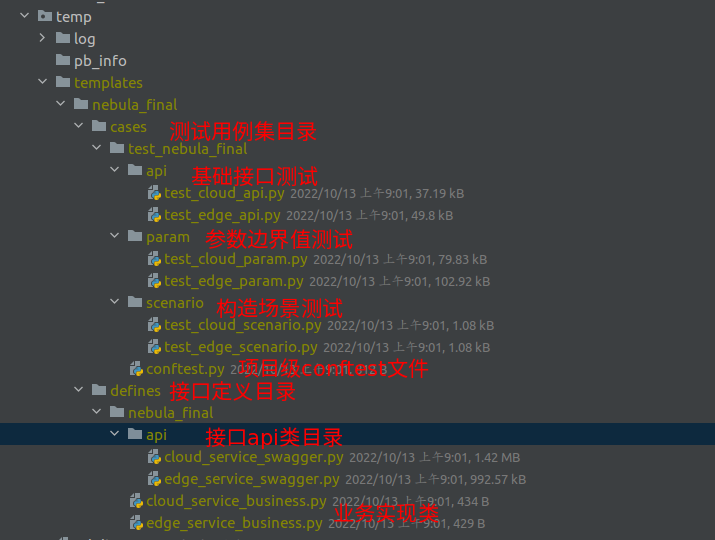 temp
log
pb_info
templates
nebula_final
cases 测试用例集目录
test_nebula_final
api 基础接口测试
test_cloud_api.py 2022/10/13 上午9:01, 37.19 kB
test_edge_api.py 2022/10/13 上午9:01, 49.8 kB
param 参数边界值测试
test_cloud_param.py 2022/10/13 上午9:01, 79.83 kB
test_edge_param.py 2022/10/13 上午9:01, 102.92 kB
scenario 构造场景测试
test_cloud_scenario.py 2022/10/13 上午9:01, 1.08 kB
test_edge_scenario.py 2022/10/13 上午9:01, 1.08 kB
conftest.py 2022/10/13 上午9:01, 312 B 项目级conftest文件
defines 接口定义目录
nebula_final
api 接口api类目录
cloud_service_swagger.py 2022/10/13 上午9:01, 1.42 MB
edge_service_swagger.py 2022/10/13 上午9:01, 992.57 kB
cloud_service_business.py 2022/10/13 上午9:01, 434 B
edge_service_business.py 2022/10/13 上午9:01, 429 B 业务实现类